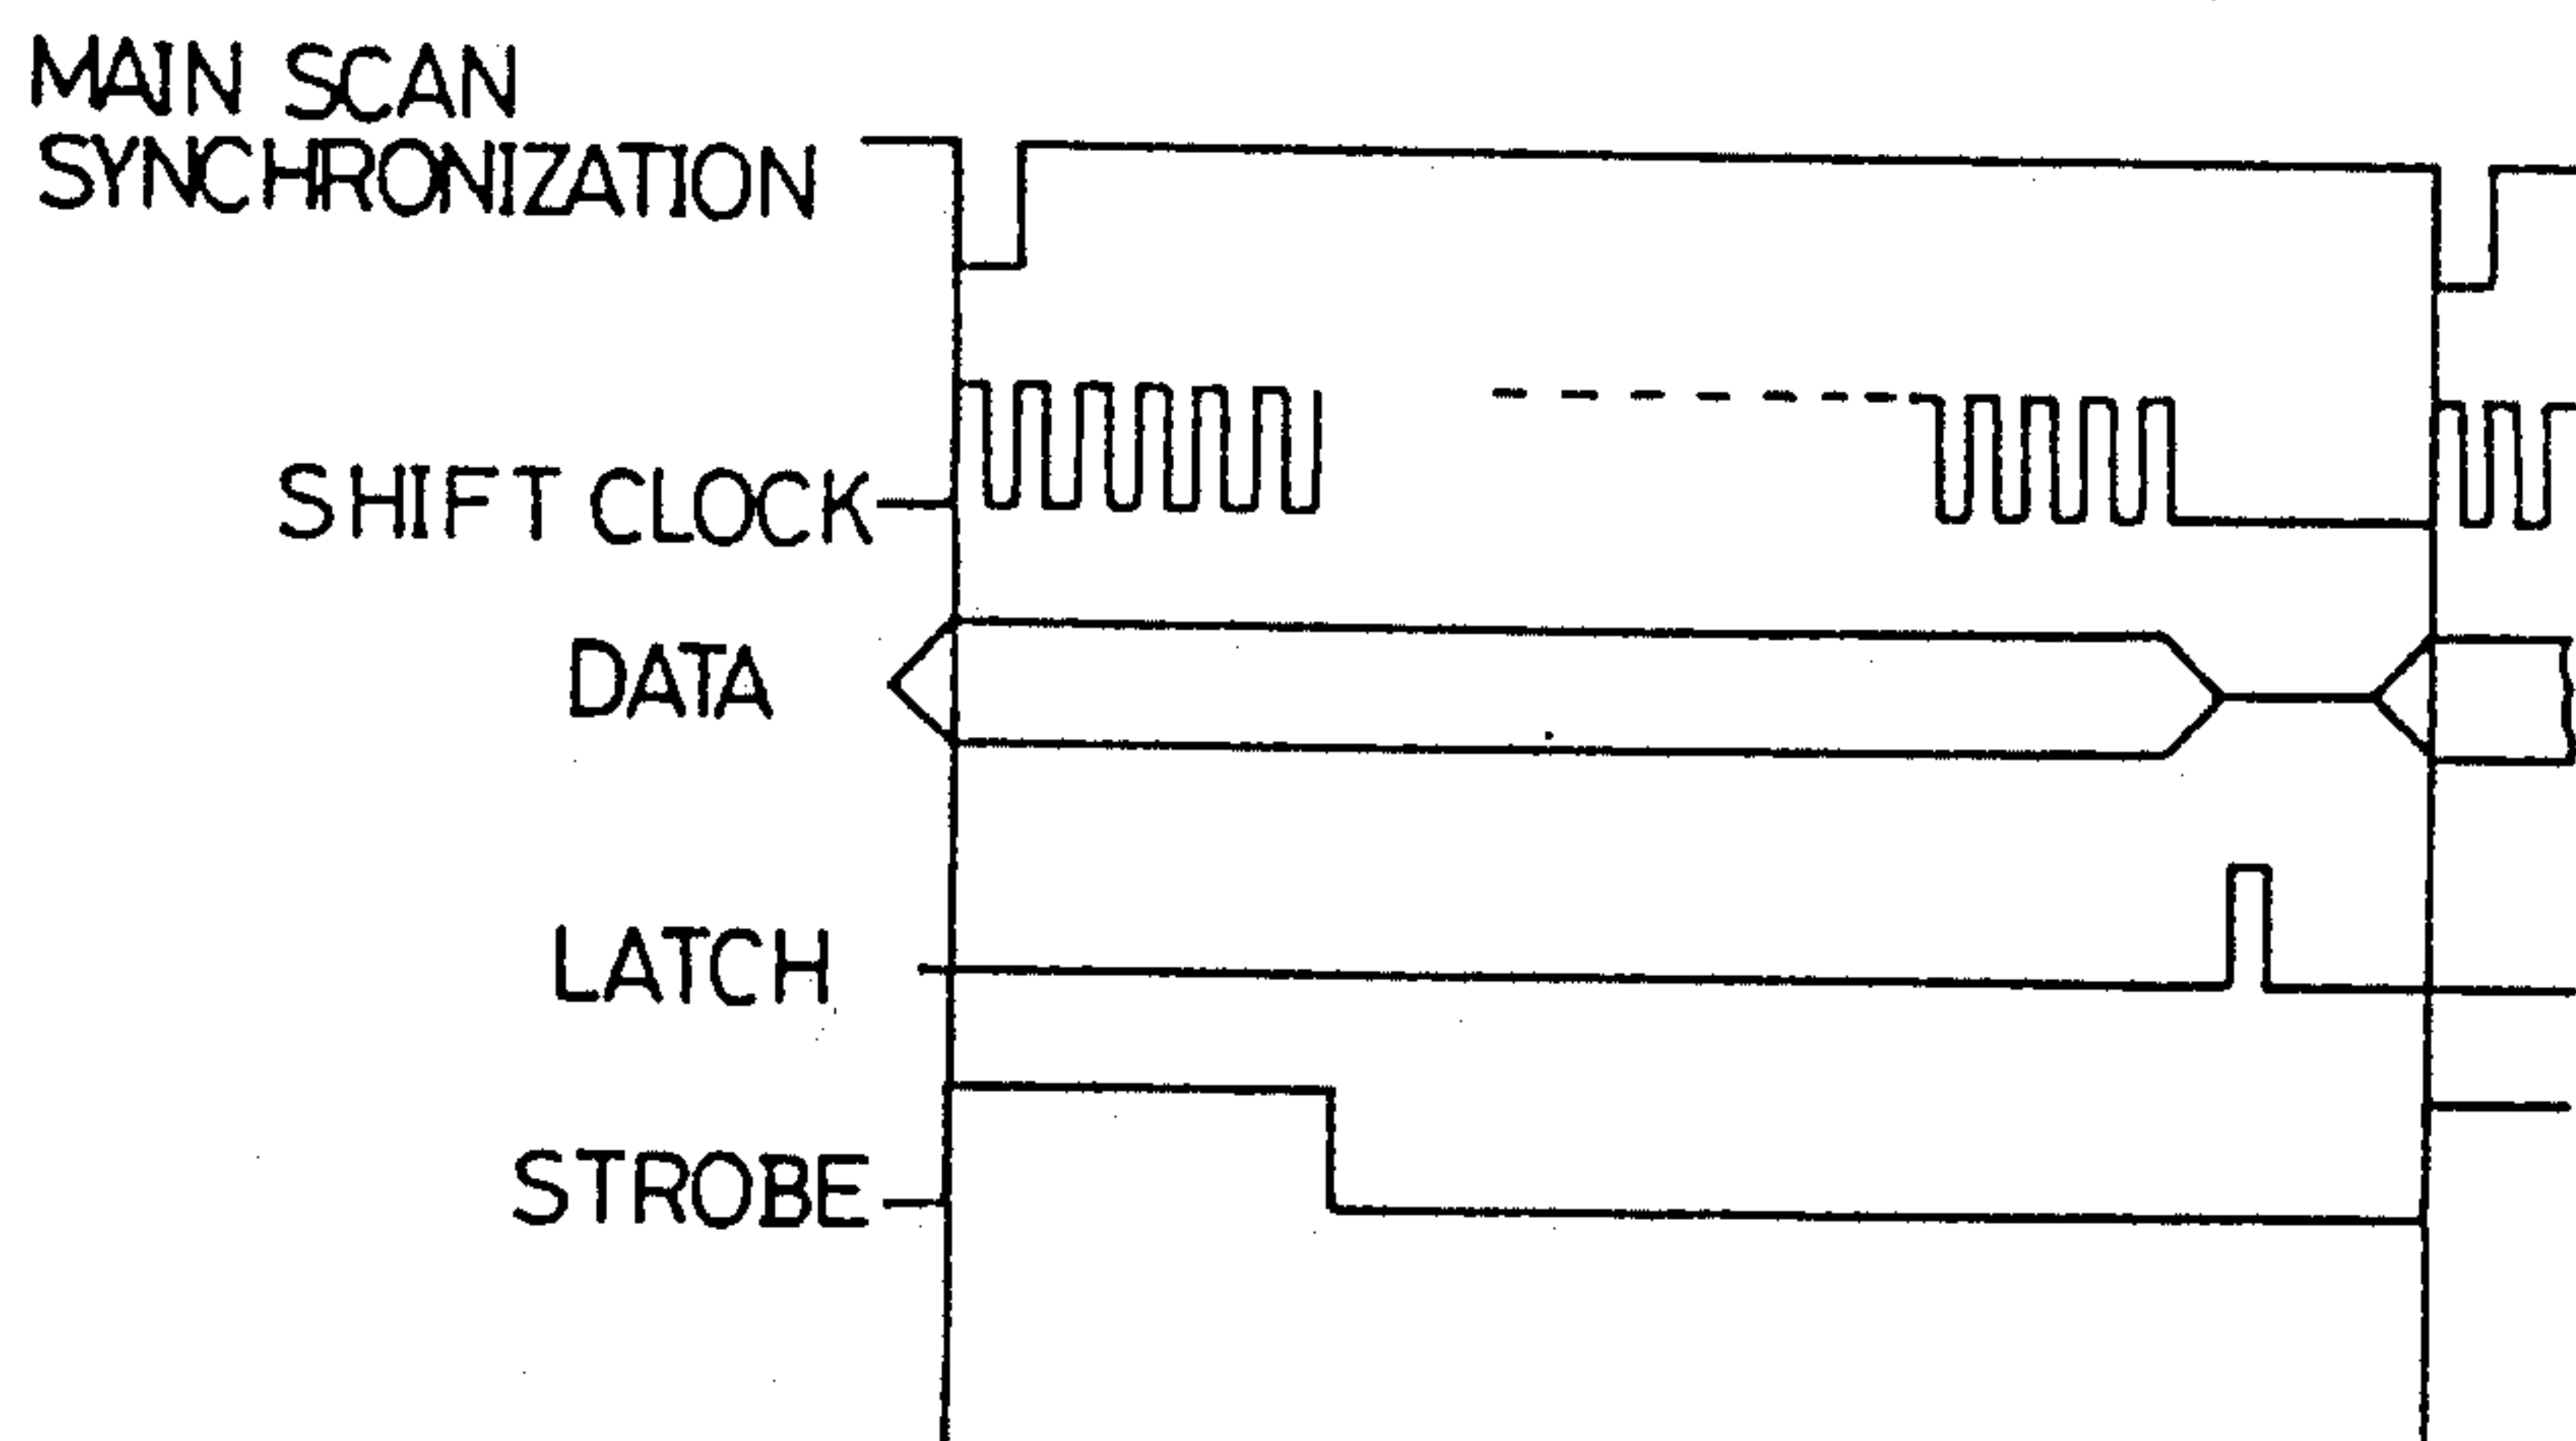 MAIN SCAN
SYNCHRONIZATION
SHIFT CLOCK
DATA
LATCH
STROBE